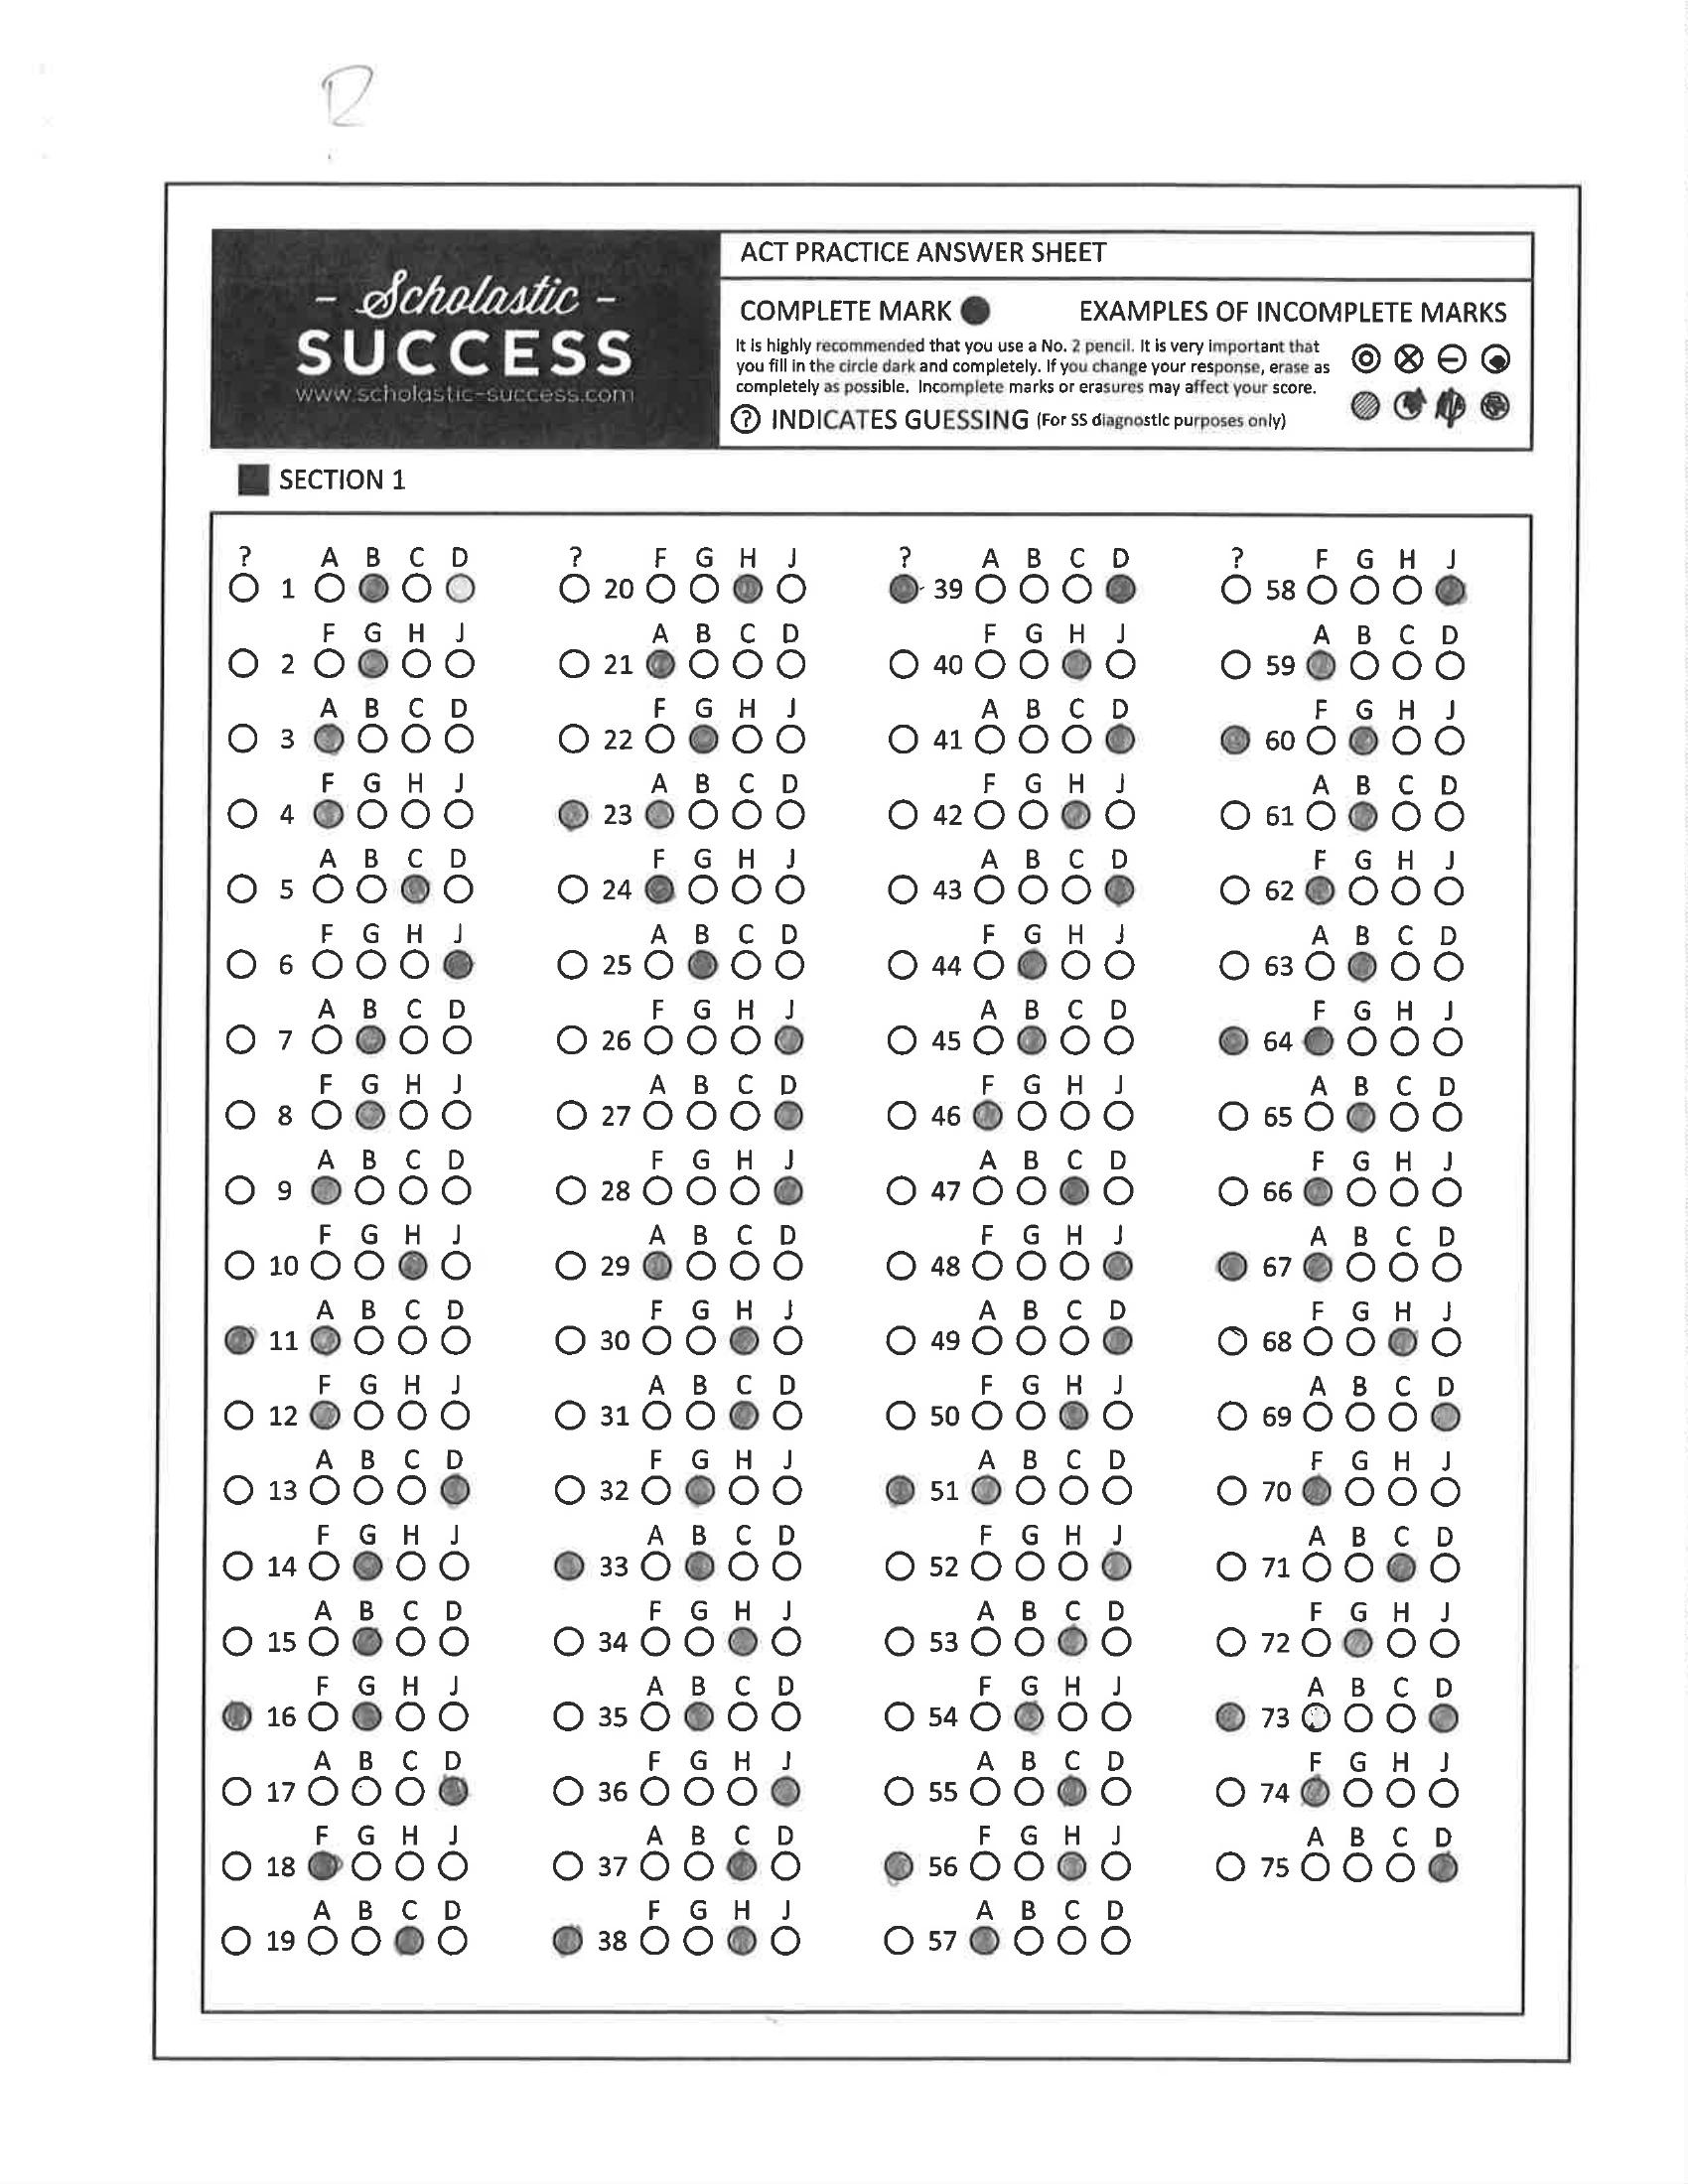 R
- Scholastic -
SUCCESS
www.scholastic-success.com
ACT PRACTICE ANSWER SHEET
COMPLETE MARK
EXAMPLES OF INCOMPLETE MARKS
It is highly recommended that you use a No. 2 pencil. It is very important that
you fill in the circle dark and completely. If you change your response, erase as
completely as possible. Incomplete marks or erasures may affect your score.
? INDICATES GUESSING (For SS diagnostic purposes only)
SECTION 1
? A B C D ? F G H J ? A B C D ? F G H J
1 20 39 58
F G H J A B C D F G H J A B C D
2 21 40 59
A B C D F G H J A B C D F G H J
3 22 41 60
F G H J A B C D F G H J A B C D
4 23 42 61
A B C D F G H J A B C D F G H J
5 24 43 62
F G H J A B C D F G H J A B C D
6 25 44 63
A B C D F G H J A B C D F G H J
7 26 45 64
F G H J A B C D F G H J A B C D
8 27 46 65
A B C D F G H J A B C D F G H J
9 28 47 66
F G H J A B C D F G H J A B C D
10 29 48 67
A B C D F G H J A B C D F G H J
11 30 49 68
F G H J A B C D F G H J A B C D
12 31 50 69
A B C D F G H J A B C D F G H J
13 32 51 70
F G H J A B C D F G H J A B C D
14 33 52 71
A B C D F G H J A B C D F G H J
15 34 53 72
F G H J A B C D F G H J A B C D
16 35 54 73
A B C D F G H J A B C D F G H J
17 36 55 74
F G H J A B C D F G H J A B C D
18 37 56 75
A B C D F G H J A B C D
19 38 57